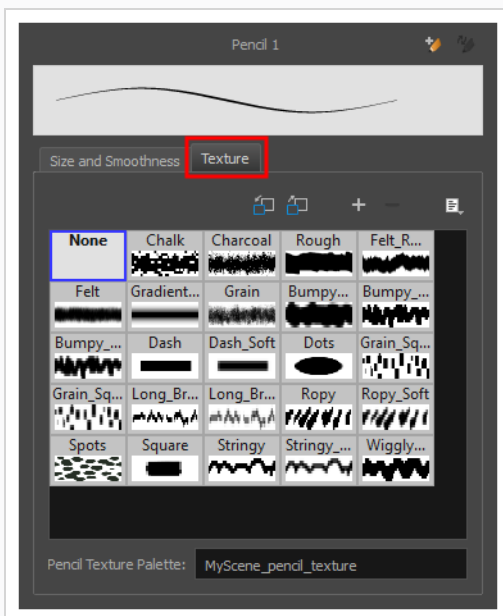 Pencil 1
Size and Smoothness Texture
None Chalk Charcoal Rough Felt_R...
Felt Gradient... Grain Bumpy... Bumpy_...
Bumpy_... Dash Dash_Soft Dots Grain_Sq...
Grain_Sq... Long_Br... Long_Br... Ropy Ropy_Soft
Spots Square Stringy Stringy_... Wiggly...
Pencil Texture Palette: MyScene_pencil_texture